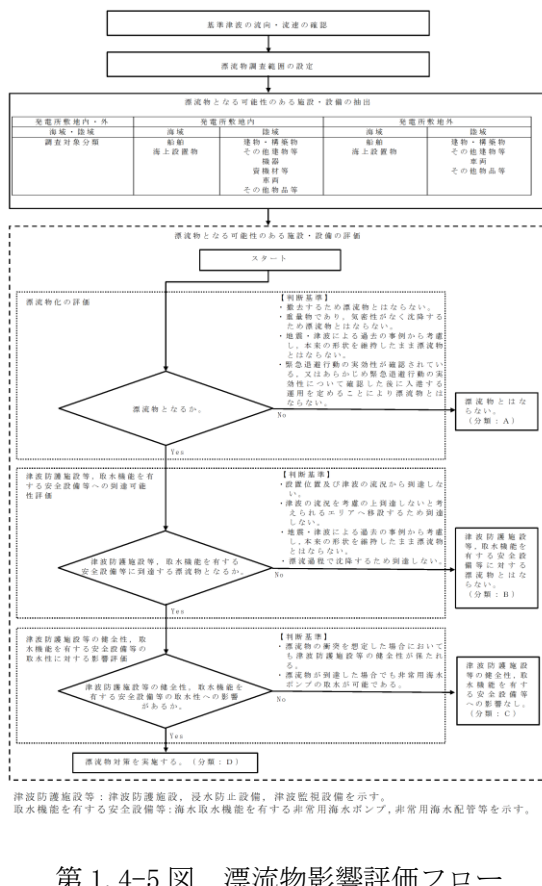 基準津波の流向・流速の確認
漂流物調査範囲の設定
漂流物となる可能性のある施設・設備の抽出
発電所敷地内・外 発電所敷地内 発電所敷地外
海域・陸域 海域 陸域 海域 陸域
調査対象分類 船舶 建物・構築物 船舶 建物・構築物
海上設置物 その他建物等 海上設置物 その他建物等
機器 車両
資機材等 その他物品等
車両
その他物品等
漂流物となる可能性のある施設・設備の評価
スタート
漂流物化の評価
【判断基準】
・撤去するため漂流物とはならない。
・重量物であり、気密性がなく沈降する
ため漂流物とはならない。
・地震・津波による過去の事例から考慮
し、本来の形状を維持したまま漂流物
とはならない。
・緊急退避行動の実効性が確認されてい
る、又はあらかじめ緊急退避行動の実
効性について確認した後に入港する
運用を定めることにより漂流物とは
ならない。
漂流物となるか。
No
漂流物とはな
らない。
(分類:A)
Yes
津波防護施設等、取水機能を有
する安全設備等への到達可能
性評価
【判断基準】
・設置位置及び津波の流況から到達しな
い。
・津波の流況を考慮の上到達しないと考
えられるエリアへ移設するため到達
しない。
・地震・津波による過去の事例から考慮
し、本来の形状を維持したまま漂流物
とはならない。
・漂流過程で沈降するため到達しない。
津波防護施設等、取水機能を有する
安全設備等に到達する漂流物となるか。
No
津波防護施設
等、取水機能を
有する安全設
備等に対する
漂流物とはな
らない。
(分類:B)
Yes
津波防護施設等の健全性、取
水機能を有する安全設備等の
取水性に対する影響評価
【判断基準】
・漂流物の衝突を想定した場合において
も津波防護施設等の健全性が保たれ
る。
・漂流物が到達した場合でも非常用海水
ポンプの取水が可能である。
津波防護施設等の健全性、取水機能を
有する安全設備等の取水性への影響
があるか。
No
津波防護施設
等の健全性、取
水機能を有す
る安全設備等
への影響なし。
(分類:C)
Yes
漂流物対策を実施する。(分類:D)
津波防護施設等:津波防護施設,浸水防止設備,津波監視設備を示す。
取水機能を有する安全設備等:海水取水機能を有する非常用海水ポンプ,非常用海水配管等を示す。
第1.4-5図 漂流物影響評価フロー